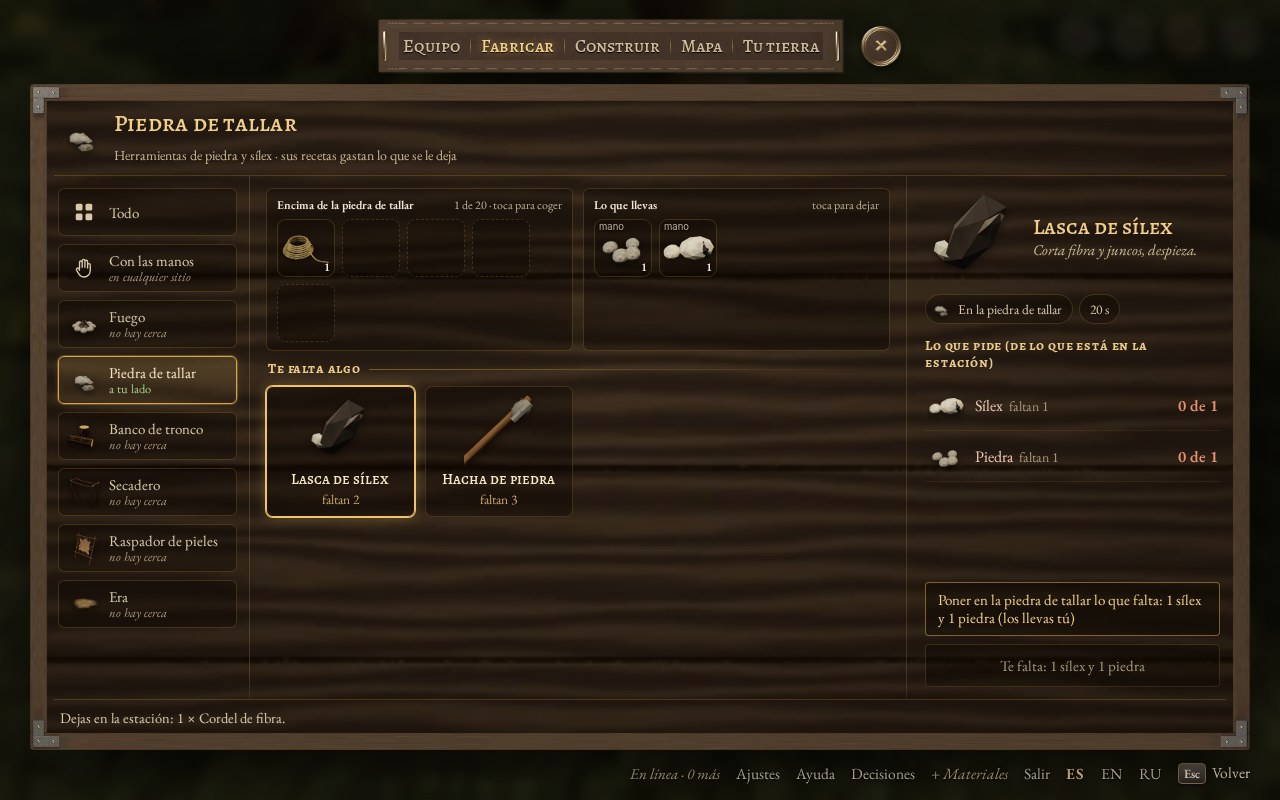 Equipo Fabricar Construir Mapa Tu tierra ✕
Piedra de tallar
Herramientas de piedra y sílex · sus recetas gastan lo que se le deja
Todo
Con las manos
en cualquier sitio
Fuego
no hay cerca
Piedra de tallar
a tu lado
Banco de tronco
no hay cerca
Secadero
no hay cerca
Raspador de pieles
no hay cerca
Era
no hay cerca
Encima de la piedra de tallar 1 de 20 · toca para coger
1
Lo que llevas toca para dejar
mano mano
1 1
Te falta algo
Lasca de sílex
faltan 2
Hacha de piedra
faltan 3
Lasca de sílex
Corta fibra y juncos, despieza.
En la piedra de tallar 20 s
Lo que pide (de lo que está en la
estación)
Sílex faltan 1 0 de 1
Piedra faltan 1 0 de 1
Poner en la piedra de tallar lo que falta: 1 sílex
y 1 piedra (los llevas tú)
Te falta: 1 sílex y 1 piedra
Dejas en la estación: 1 × Cordel de fibra.
En línea · 0 más Ajustes Ayuda Decisiones + Materiales Salir ES EN RU Esc Volver